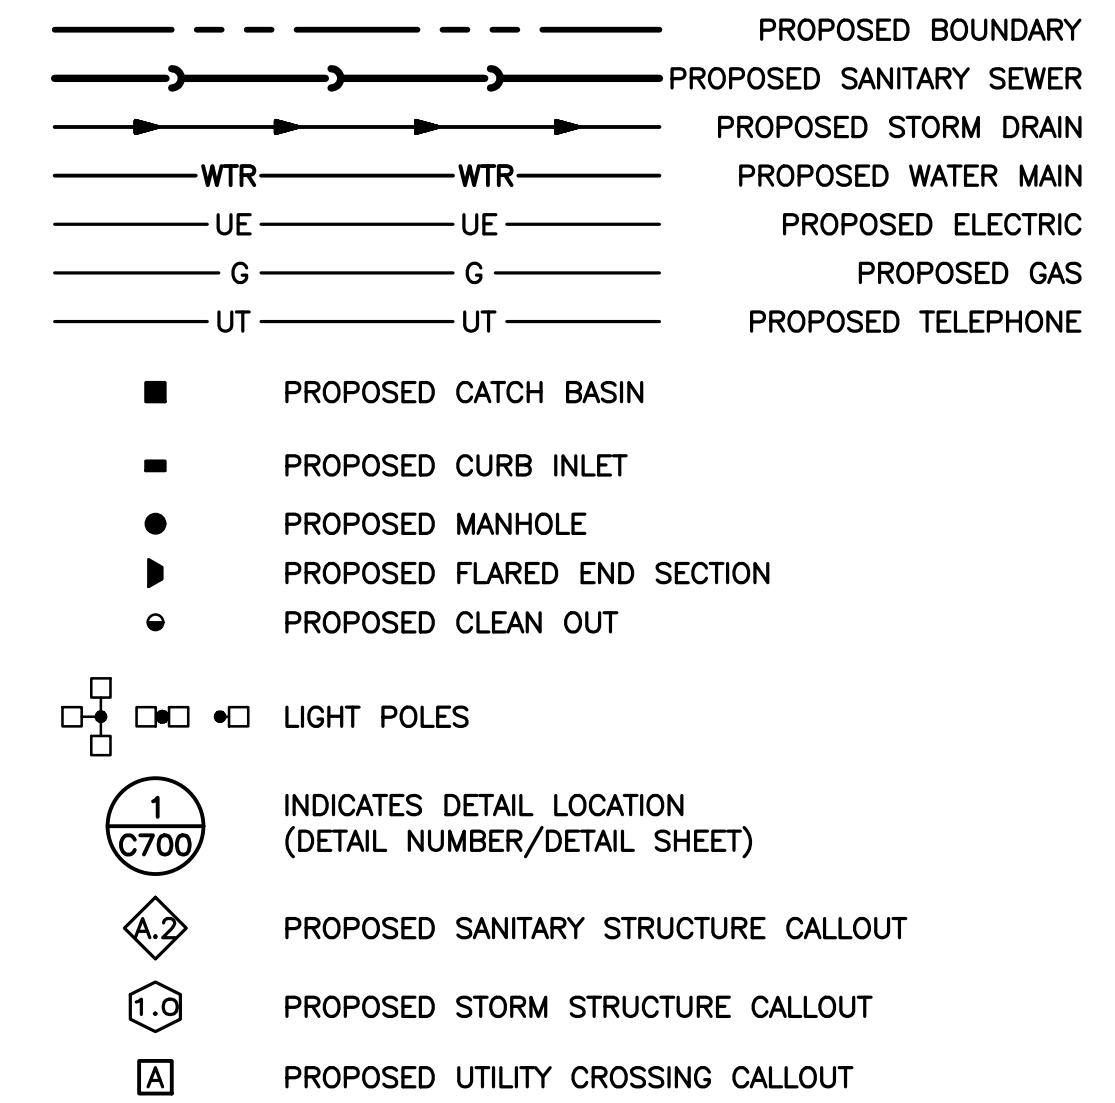 PROPOSED BOUNDARY
PROPOSED SANITARY SEWER
PROPOSED STORM DRAIN
WTR WTR PROPOSED WATER MAIN
UE UE PROPOSED ELECTRIC
G G PROPOSED GAS
UT UT PROPOSED TELEPHONE
PROPOSED CATCH BASIN
PROPOSED CURB INLET
PROPOSED MANHOLE
PROPOSED FLARED END SECTION
PROPOSED CLEAN OUT
LIGHT POLES
1 INDICATES DETAIL LOCATION
C700 (DETAIL NUMBER/DETAIL SHEET)
A.2 PROPOSED SANITARY STRUCTURE CALLOUT
1.0 PROPOSED STORM STRUCTURE CALLOUT
A PROPOSED UTILITY CROSSING CALLOUT